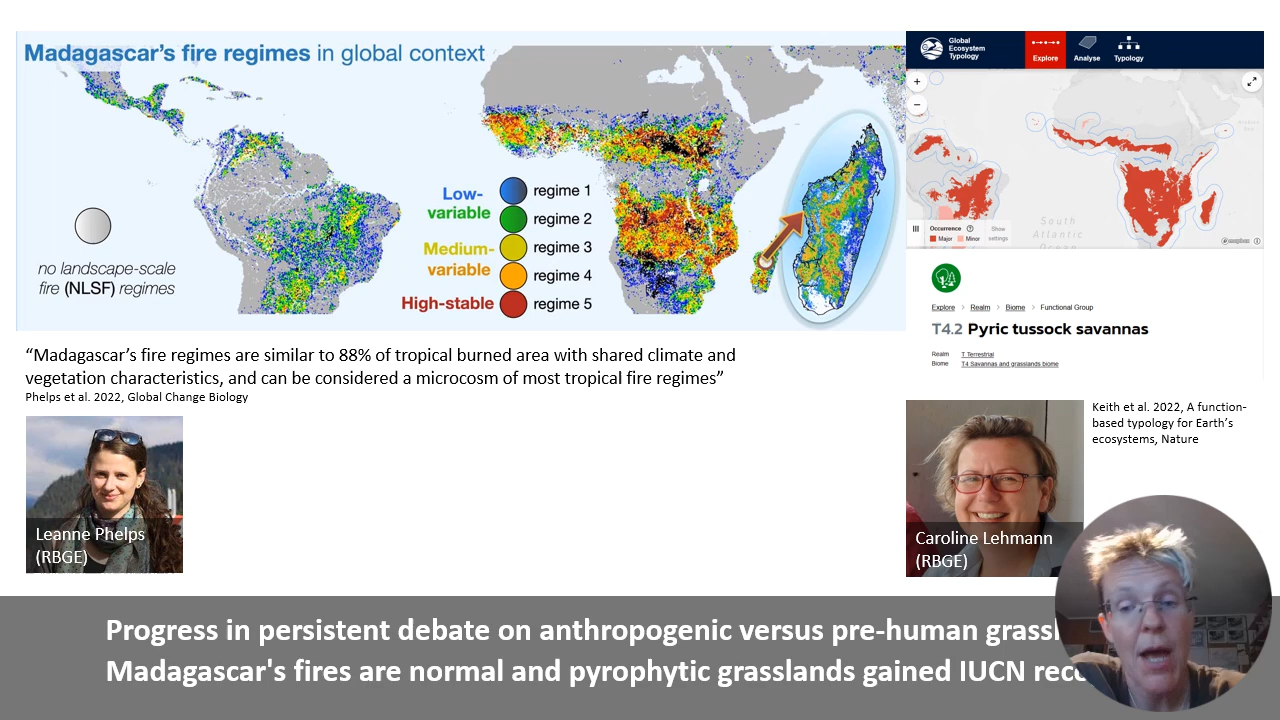 Madagascar's fire regimes in global context
Low-
variable
Medium-
variable
High-stable
regime 1
regime 2
regime 3
regime 4
regime 5
no landscape-scale
fire (NLSF) regimes
Global
Ecosystem
Typology
Explore
Analyse
Typology
+
−
South
Atlantic
Ocean
Occurrence
Show
settings
Major
Minor
mapbox
Explore > Realm > Biome > Functional Group
T4.2 Pyric tussock savannas
Realm T Terrestrial
Biome T4 Savannas and grasslands biome
“Madagascar’s fire regimes are similar to 88% of tropical burned area with shared climate and
vegetation characteristics, and can be considered a microcosm of most tropical fire regimes”
Phelps et al. 2022, Global Change Biology
Leanne Phelps
(RBGE)
Keith et al. 2022, A function-
based typology for Earth’s
ecosystems, Nature
Caroline Lehmann
(RBGE)
Progress in persistent debate on anthropogenic versus pre-human
Madagascar's fires are normal and pyrophytic grasslands gained IUCN